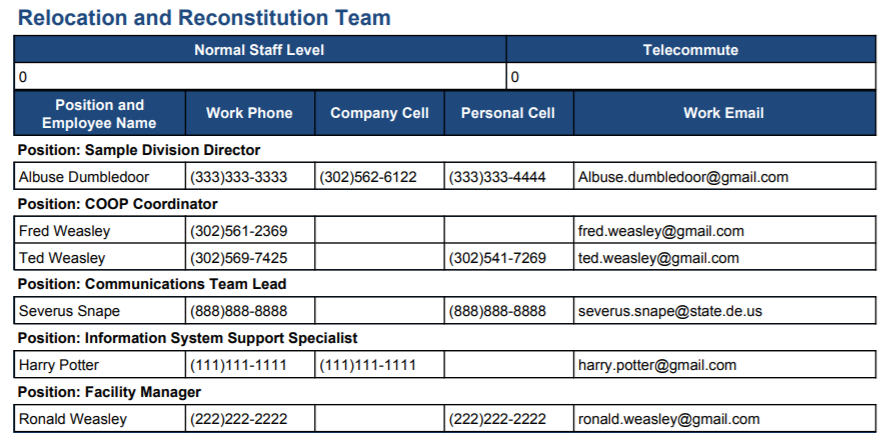 Relocation and Reconstitution Team
Normal Staff Level Telecommute
0 0
Position and
Employee Name Work Phone Company Cell Personal Cell Work Email
Position: Sample Division Director
Albuse Dumbledoor (333)333-3333 (302)562-6122 (333)333-4444 Albuse.dumbledoor@gmail.com
Position: COOP Coordinator
Fred Weasley (302)561-2369 fred.weasley@gmail.com
Ted Weasley (302)569-7425 (302)541-7269 ted.weasley@gmail.com
Position: Communications Team Lead
Severus Snape (888)888-8888 (888)888-8888 severus.snape@state.de.us
Position: Information System Support Specialist
Harry Potter (111)111-1111 (111)111-1111 harry.potter@gmail.com
Position: Facility Manager
Ronald Weasley (222)222-2222 (222)222-2222 ronald.weasley@gmail.com